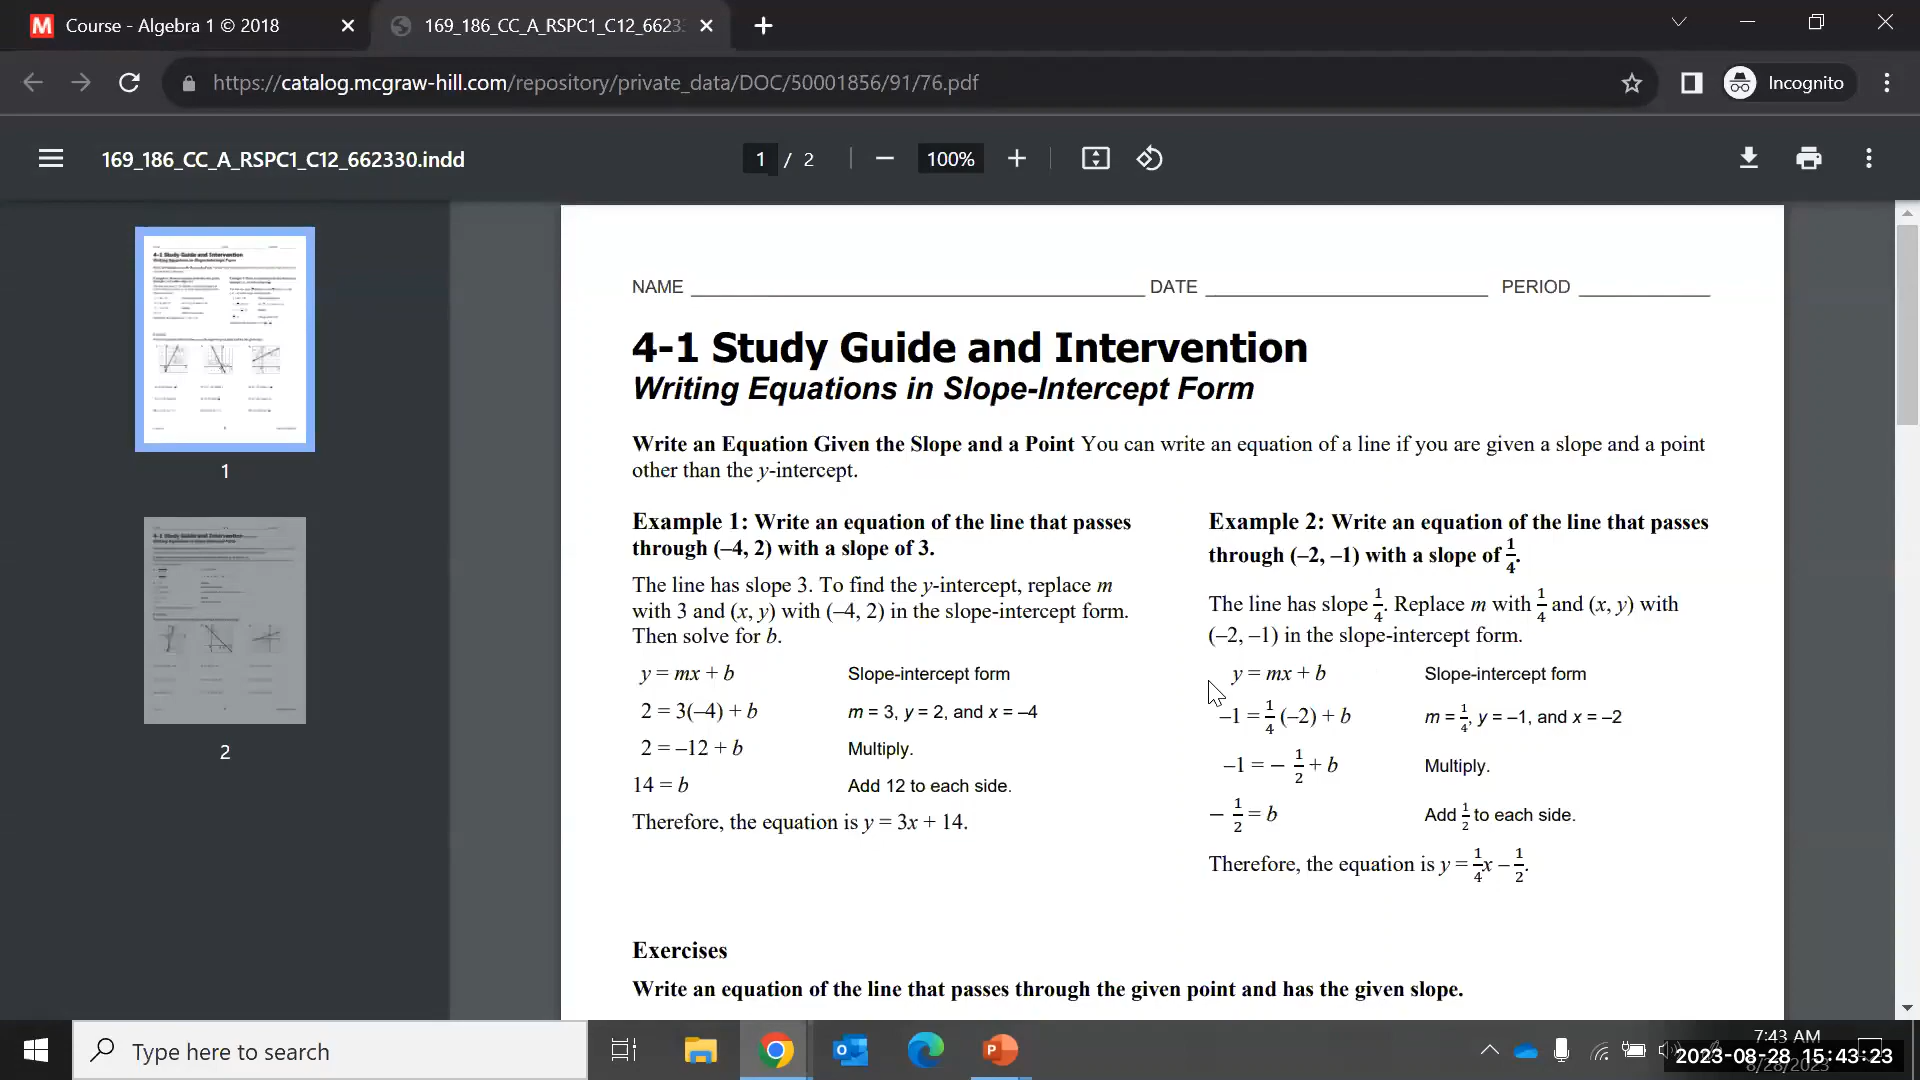 Course - Algebra 1 © 2018
169_186_CC_A_RSPC1_C12_6623
https://catalog.mcgraw-hill.com/repository/private_data/DOC/50001856/91/76.pdf
Incognito
169_186_CC_A_RSPC1_C12_662330.indd
1 / 2
100%
1
2
NAME DATE PERIOD
4-1 Study Guide and Intervention
Writing Equations in Slope-Intercept Form
Write an Equation Given the Slope and a Point You can write an equation of a line if you are given a slope and a point
other than the y-intercept.
Example 1: Write an equation of the line that passes
through (–4, 2) with a slope of 3.
The line has slope 3. To find the y-intercept, replace m
with 3 and (x, y) with (–4, 2) in the slope-intercept form.
Then solve for b.
y = mx + b Slope-intercept form
2 = 3(–4) + b m = 3, y = 2, and x = –4
2 = –12 + b Multiply.
14 = b Add 12 to each side.
Therefore, the equation is y = 3x + 14.
Example 2: Write an equation of the line that passes
through (–2, –1) with a slope of 1/4.
The line has slope 1/4. Replace m with 1/4 and (x, y) with
(–2, –1) in the slope-intercept form.
y = mx + b Slope-intercept form
–1 = 1/4 (–2) + b m = 1/4, y = –1, and x = –2
–1 = – 1/2 + b Multiply.
– 1/2 = b Add 1/2 to each side.
Therefore, the equation is y = 1/4x – 1/2.
Exercises
Write an equation of the line that passes through the given point and has the given slope.
Type here to search
7:43 AM
2023-08-28 15:43:23
8/28/2023